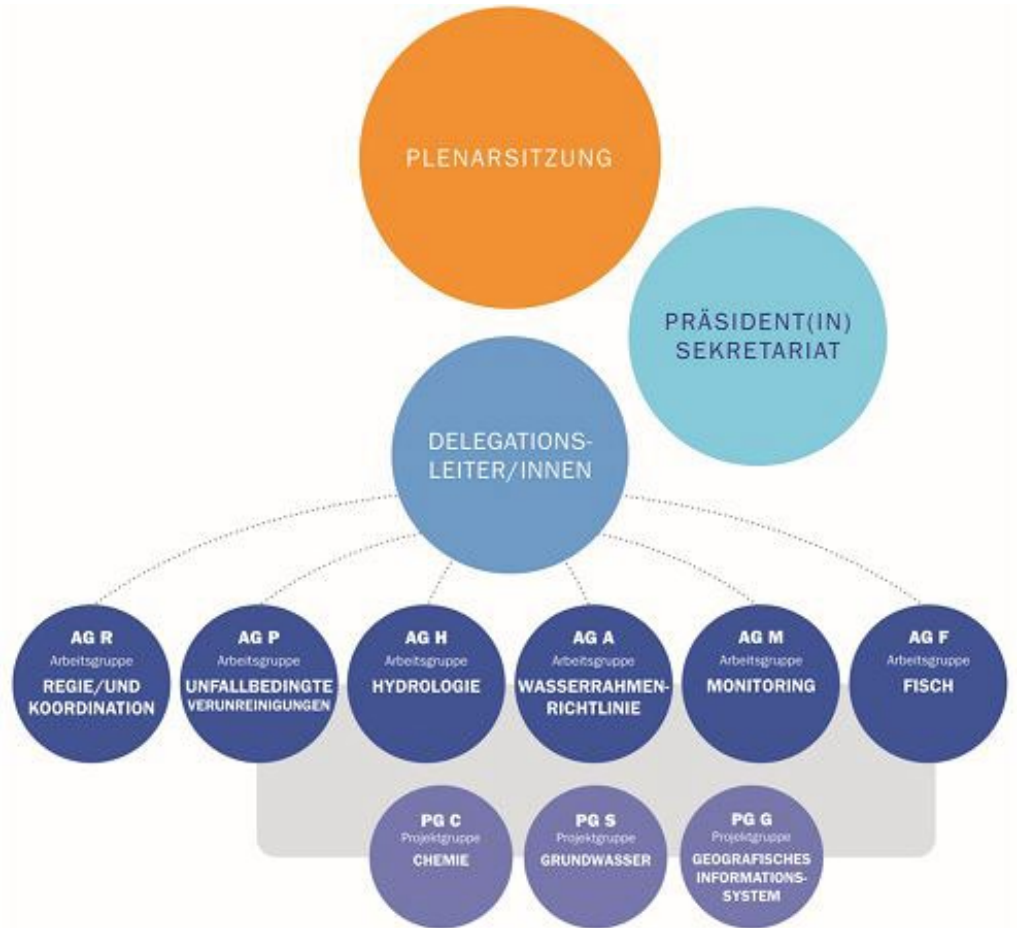 PLENARSITZUNG
PRÄSIDENT(IN)
SEKRETARIAT
DELEGATIONS-
LEITER/INNEN
AG R
Arbeitsgruppe
REGIE/UND
KOORDINATION
AG P
Arbeitsgruppe
UNFALLBEDINGTE
VERUNREINIGUNGEN
AG H
Arbeitsgruppe
HYDROLOGIE
AG A
Arbeitsgruppe
WASSERRAHMEN-
RICHTLINIE
AG M
Arbeitsgruppe
MONITORING
AG F
Arbeitsgruppe
FISCH
PG C
Projektgruppe
CHEMIE
PG S
Projektgruppe
GRUNDWASSER
PG G
Projektgruppe
GEOGRAFISCHES
INFORMATIONS-
SYSTEM